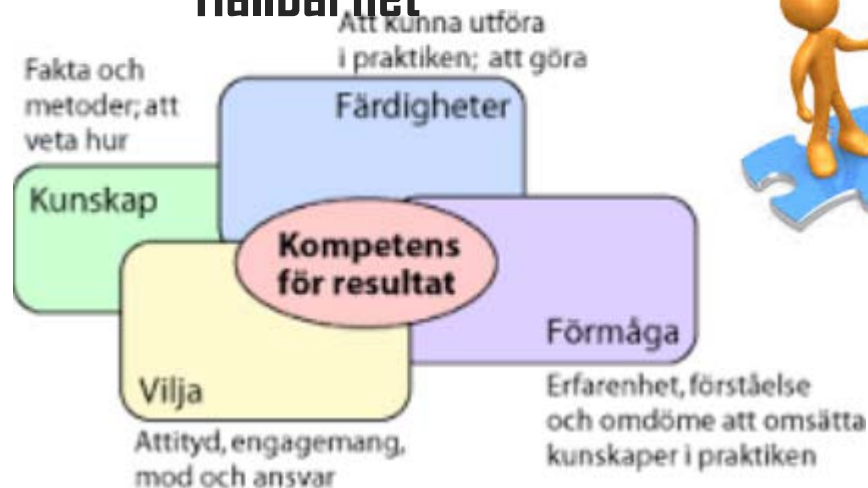 Hållbarhet
Att kunna utföra
i praktiken; att göra
Fakta och
metoder; att
veta hur
Färdigheter
Kunskap
Kompetens
för resultat
Förmåga
Vilja
Erfarenhet, förståelse
och omdöme att omsätta
kunskaper i praktiken
Attityd, engagemang,
mod och ansvar